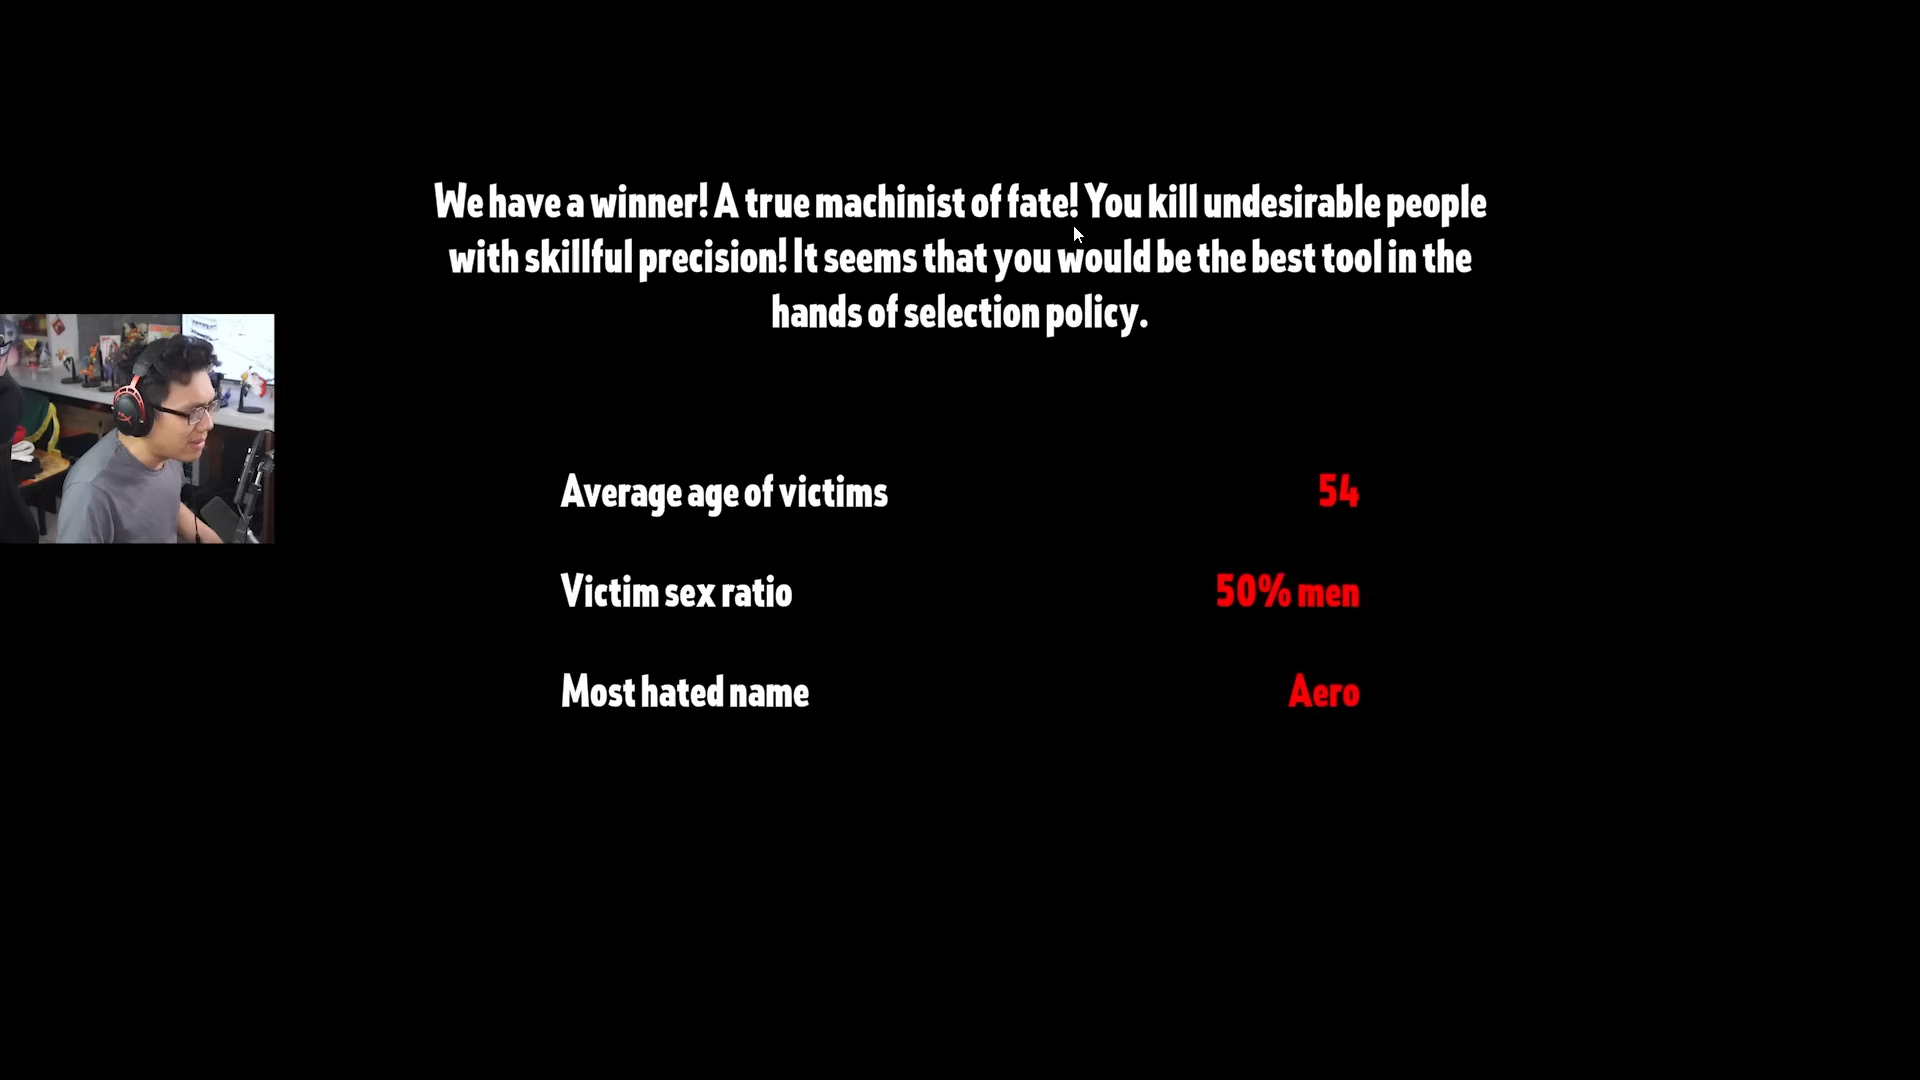 We have a winner! A true machinist of fate! You kill undesirable people
with skillful precision! It seems that you would be the best tool in the
hands of selection policy.
Average age of victims 54
Victim sex ratio 50% men
Most hated name Aero